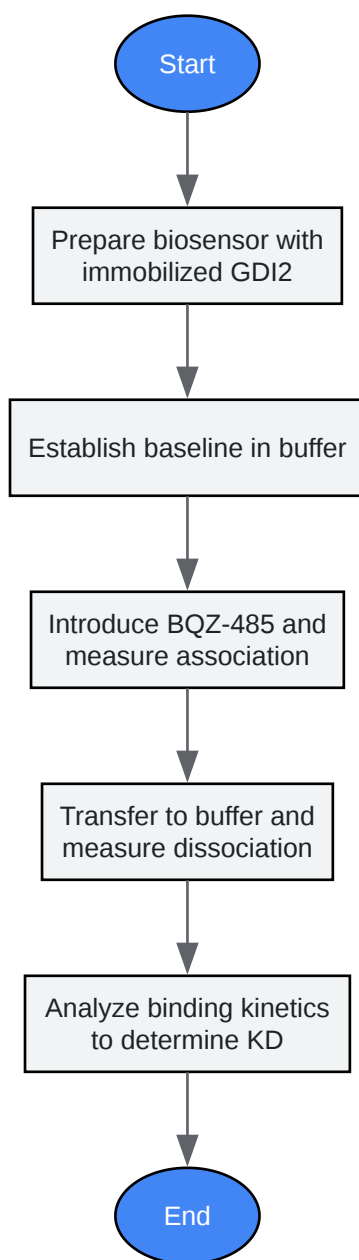 Start
Prepare biosensor with
immobilized GDI2
Establish baseline in buffer
Introduce BQZ-485 and
measure association
Transfer to buffer and
measure dissociation
Analyze binding kinetics
to determine KD
End